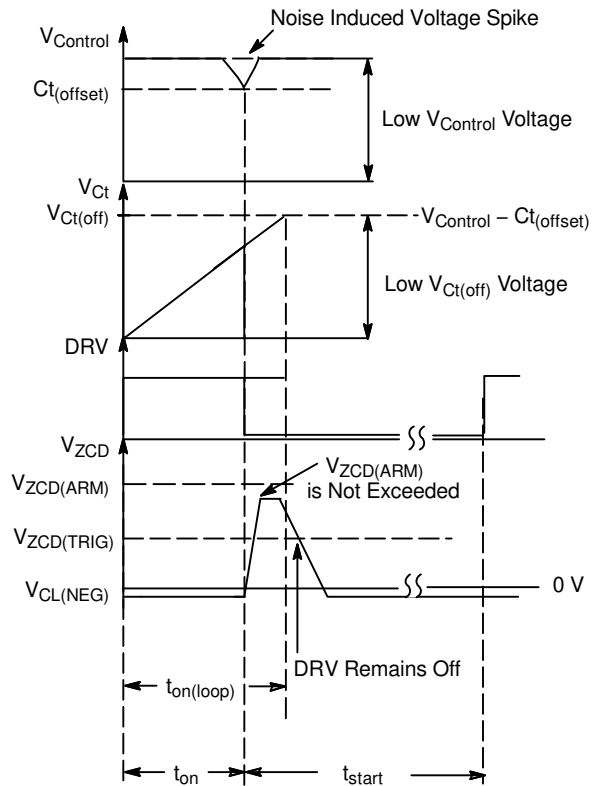 Noise Induced Voltage Spike
VControl
Ct(offset)
Low VControl Voltage
VCt
VCt(off)
VControl – Ct(offset)
Low VCt(off) Voltage
DRV
VZCD
VZCD(ARM)
VZCD(ARM)
is Not Exceeded
VZCD(TRIG)
VCL(NEG)
0 V
DRV Remains Off
ton(loop)
ton
tstart